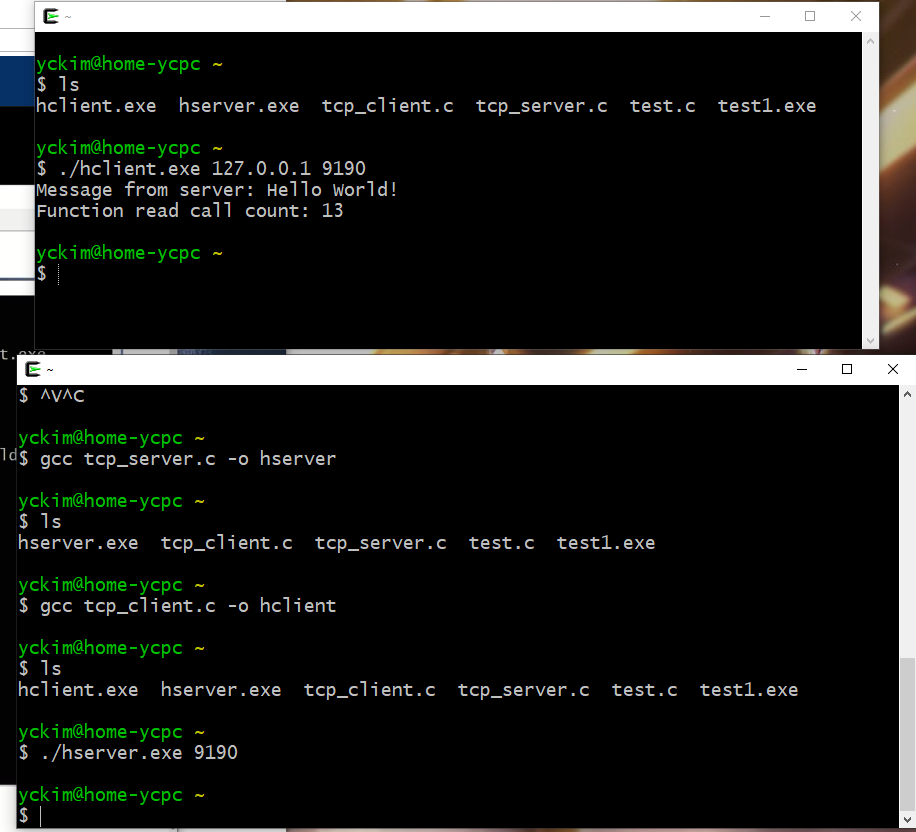 ~
yckim@home-ycpc ~
$ ls
hclient.exe  hserver.exe  tcp_client.c  tcp_server.c  test.c  test1.exe
yckim@home-ycpc ~
$ ./hclient.exe 127.0.0.1 9190
Message from server: Hello World!
Function read call count: 13
yckim@home-ycpc ~
$
t.exe
~
$ ^V^C
yckim@home-ycpc ~
ld
$ gcc tcp_server.c -o hserver
yckim@home-ycpc ~
$ ls
hserver.exe  tcp_client.c  tcp_server.c  test.c  test1.exe
yckim@home-ycpc ~
$ gcc tcp_client.c -o hclient
yckim@home-ycpc ~
$ ls
hclient.exe  hserver.exe  tcp_client.c  tcp_server.c  test.c  test1.exe
yckim@home-ycpc ~
$ ./hserver.exe 9190
yckim@home-ycpc ~
$